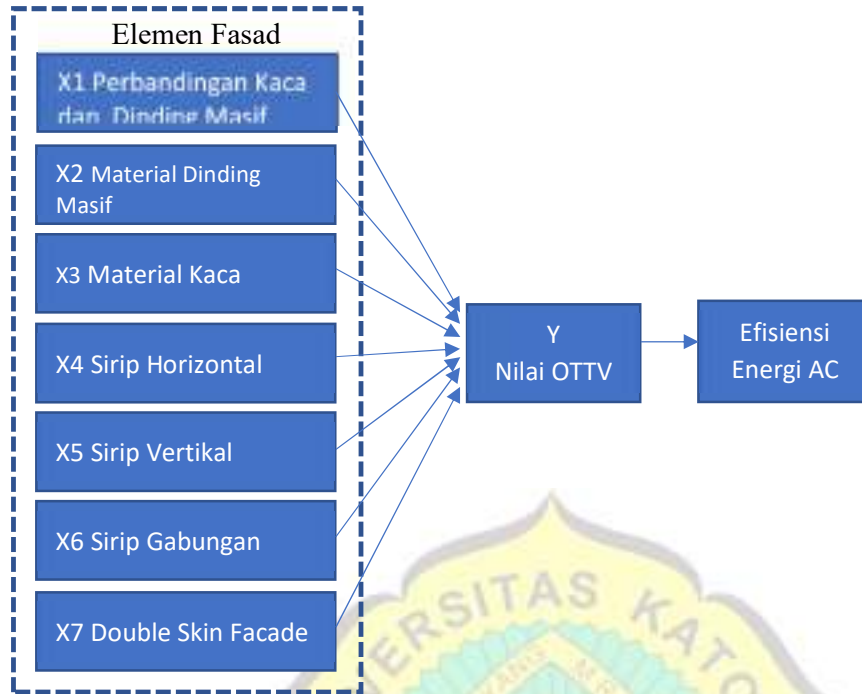 Elemen Fasad
X1 Perbandingan Kaca
dan Dinding Masif
X2 Material Dinding
Masif
X3 Material Kaca
X4 Sirip Horizontal
X5 Sirip Vertikal
X6 Sirip Gabungan
X7 Double Skin Facade
Y
Nilai OTTV
Efisiensi
Energi AC
ERSITAS KATO